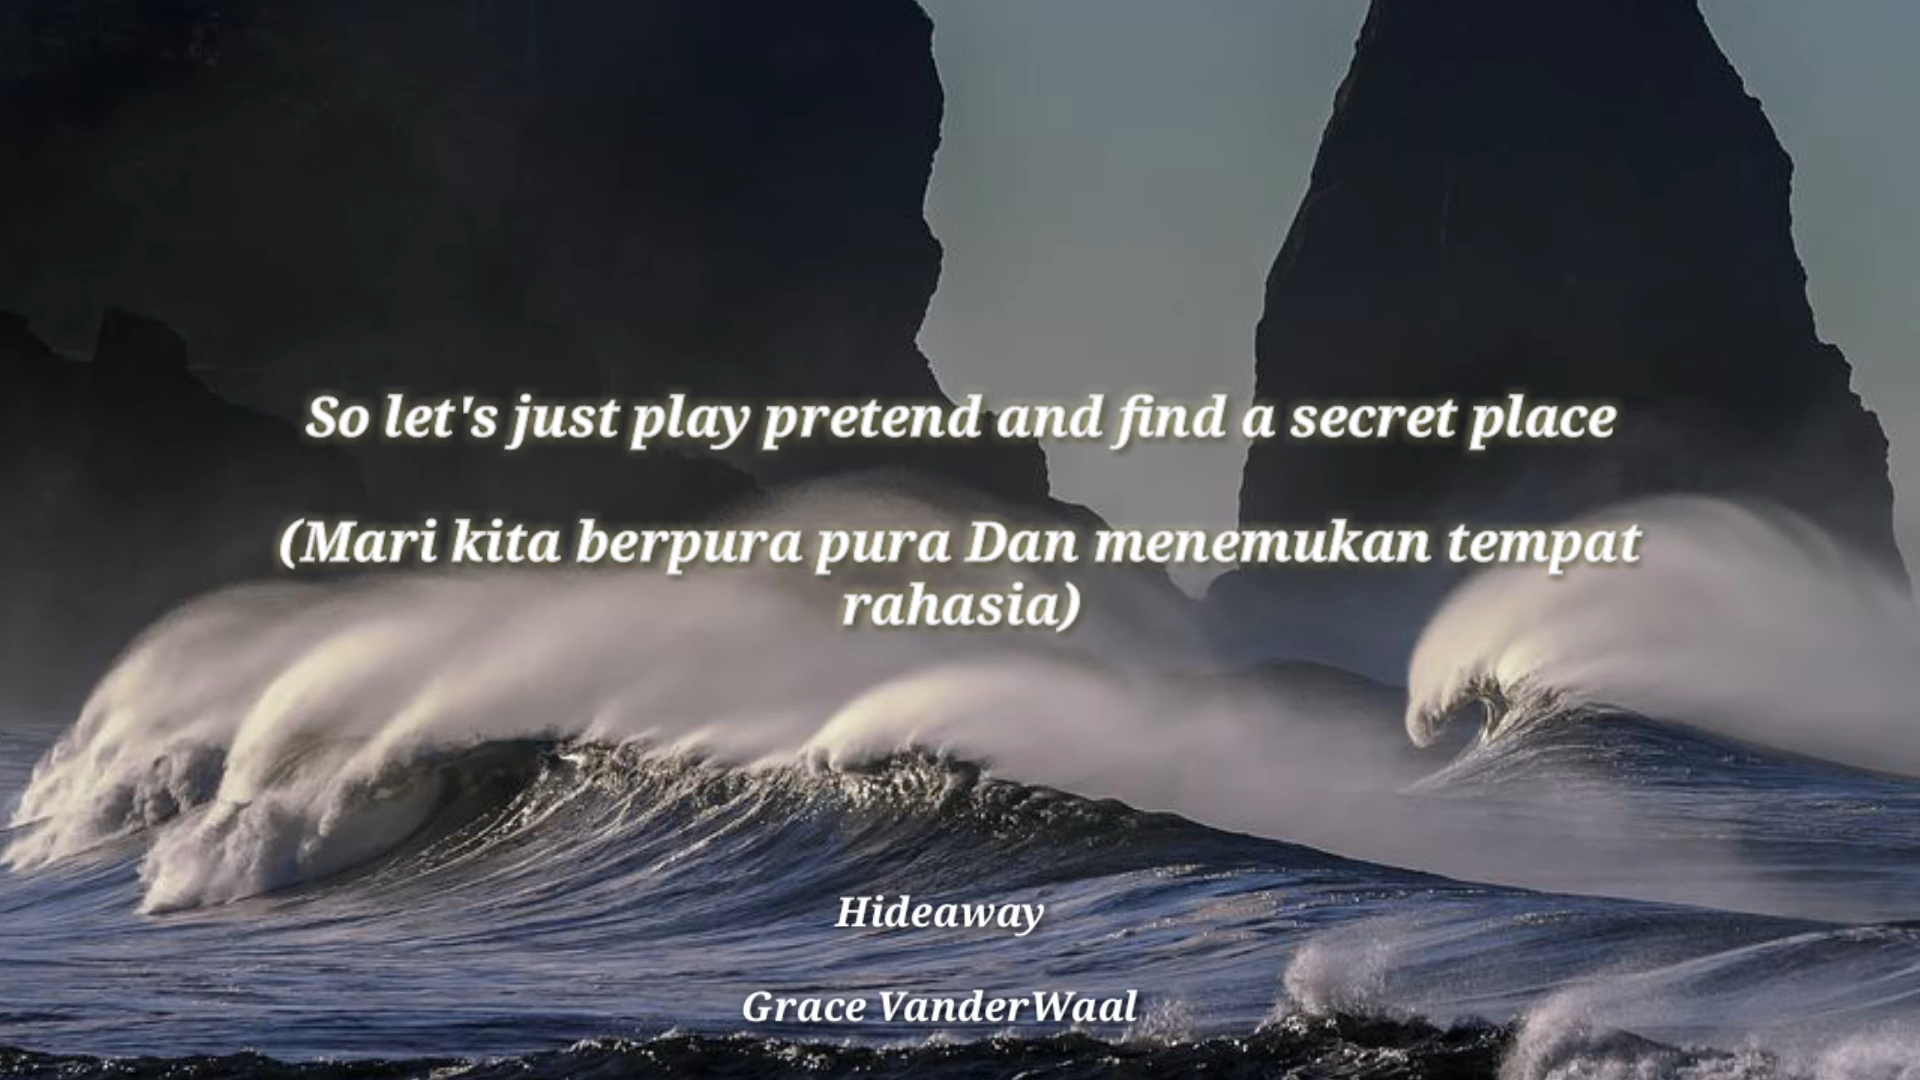 So let's just play pretend and find a secret place
(Mari kita berpura pura Dan menemukan tempat
rahasia)
Hideaway
Grace VanderWaal